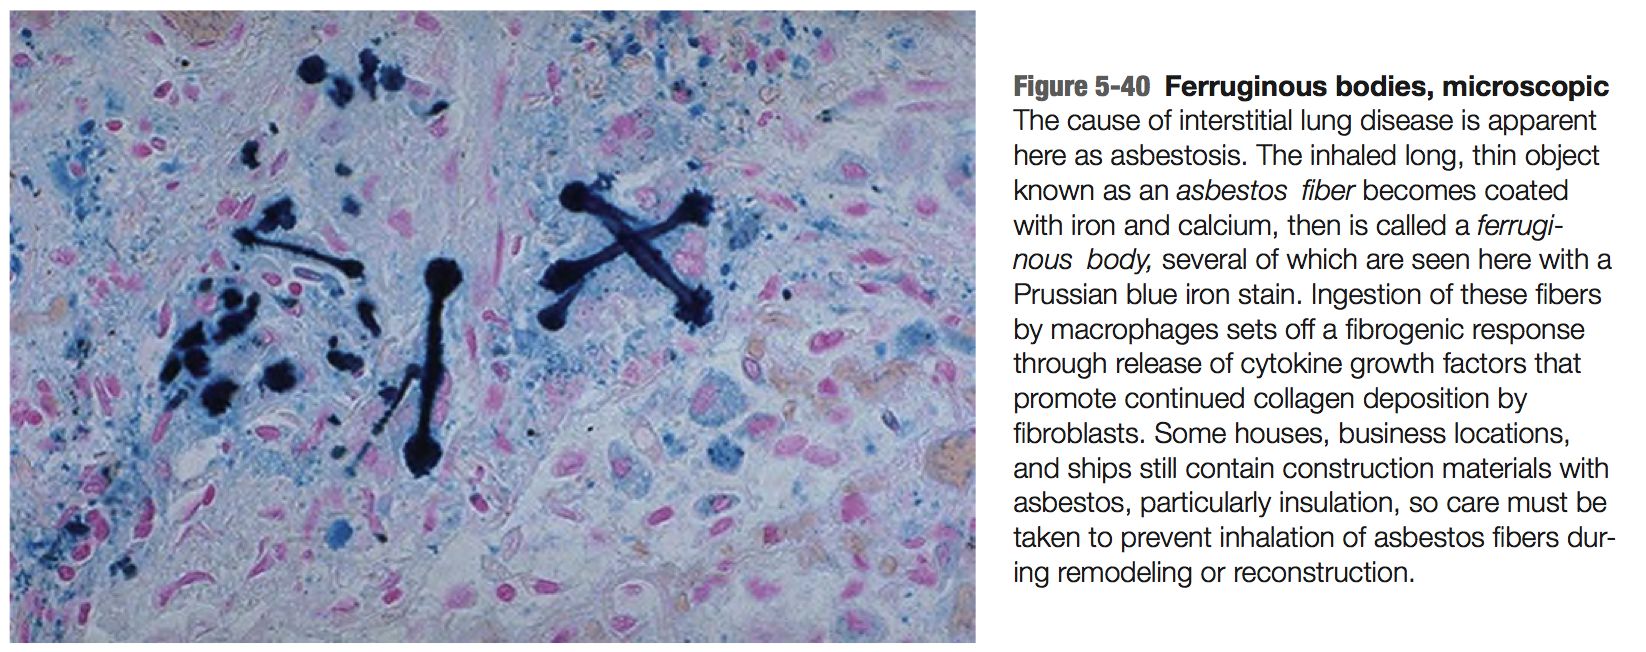 Figure 5-40 Ferruginous bodies, microscopic
The cause of interstitial lung disease is apparent
here as asbestosis. The inhaled long, thin object
known as an asbestos fiber becomes coated
with iron and calcium, then is called a ferrugi-
nous body, several of which are seen here with a
Prussian blue iron stain. Ingestion of these fibers
by macrophages sets off a fibrogenic response
through release of cytokine growth factors that
promote continued collagen deposition by
fibroblasts. Some houses, business locations,
and ships still contain construction materials with
asbestos, particularly insulation, so care must be
taken to prevent inhalation of asbestos fibers dur-
ing remodeling or reconstruction.